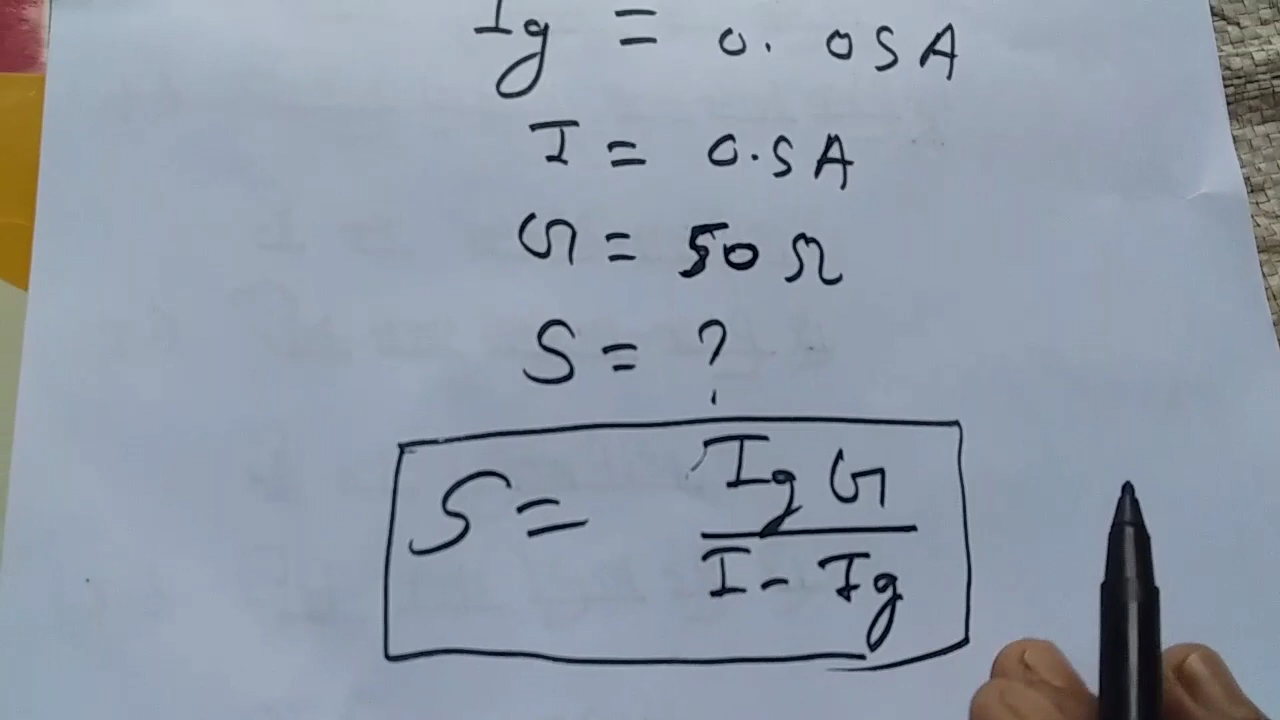 Ig = 0.05A
I = 0.5A
G = 50Ω
S = ?
S = IgG
I - Ig